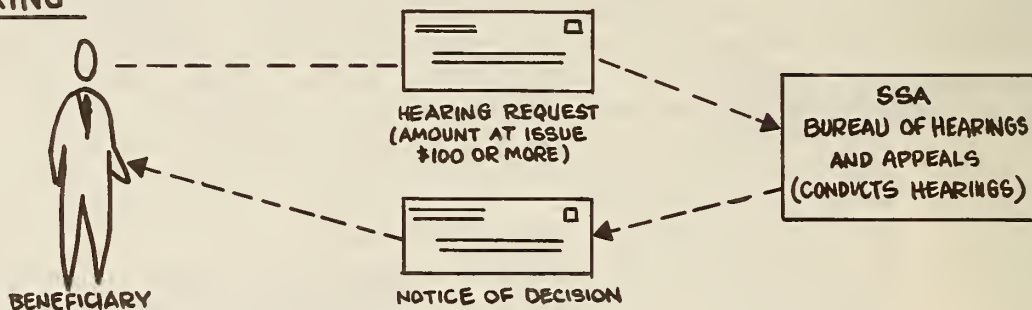 HEARING REQUEST
(AMOUNT AT ISSUE
$100 OR MORE)
SSA
BUREAU OF HEARINGS
AND APPEALS
(CONDUCTS HEARINGS)
BENEFICIARY
NOTICE OF DECISION